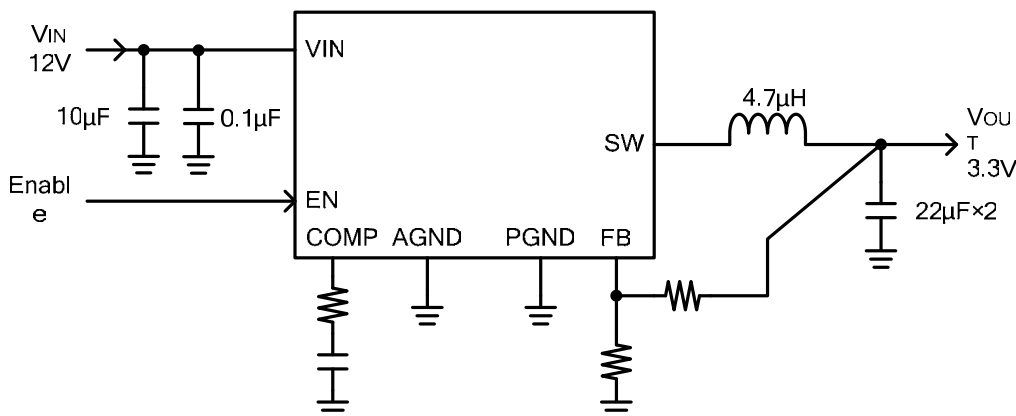 VIN
12V
VIN
10µF
0.1µF
4.7µH
SW
VOU
T
3.3V
Enabl
e
EN
22µF×2
COMP
AGND
PGND
FB